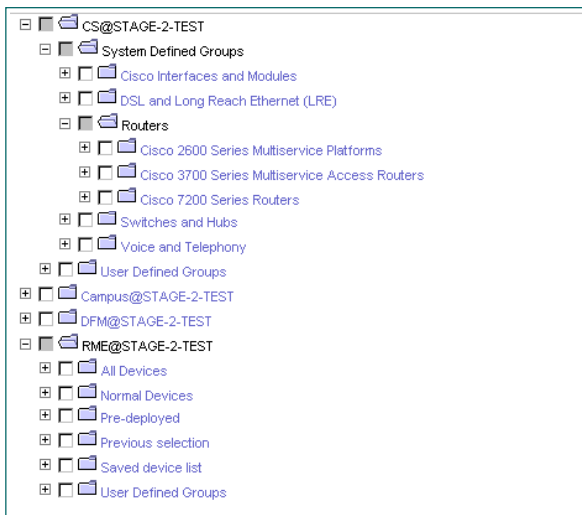 CS@STAGE-2-TEST
System Defined Groups
Cisco Interfaces and Modules
DSL and Long Reach Ethernet (LRE)
Routers
Cisco 2600 Series Multiservice Platforms
Cisco 3700 Series Multiservice Access Routers
Cisco 7200 Series Routers
Switches and Hubs
Voice and Telephony
User Defined Groups
Campus@STAGE-2-TEST
DFM@STAGE-2-TEST
RME@STAGE-2-TEST
All Devices
Normal Devices
Pre-deployed
Previous selection
Saved device list
User Defined Groups